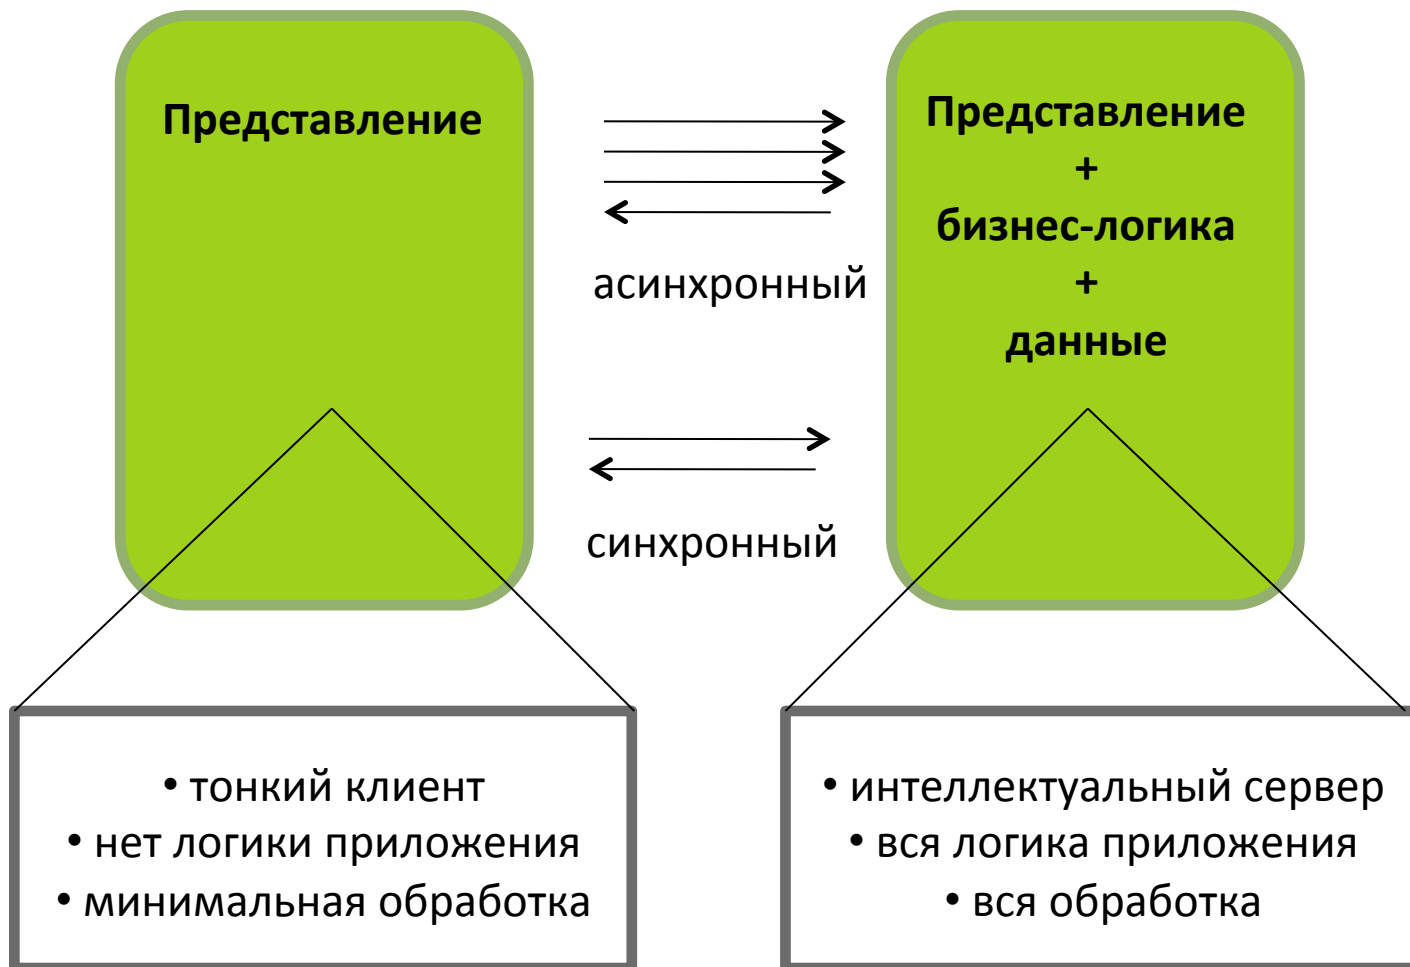 Представление
Представление
+
бизнес-логика
+
данные
асинхронный
синхронный
• тонкий клиент
• нет логики приложения
• минимальная обработка
• интеллектуальный сервер
• вся логика приложения
• вся обработка